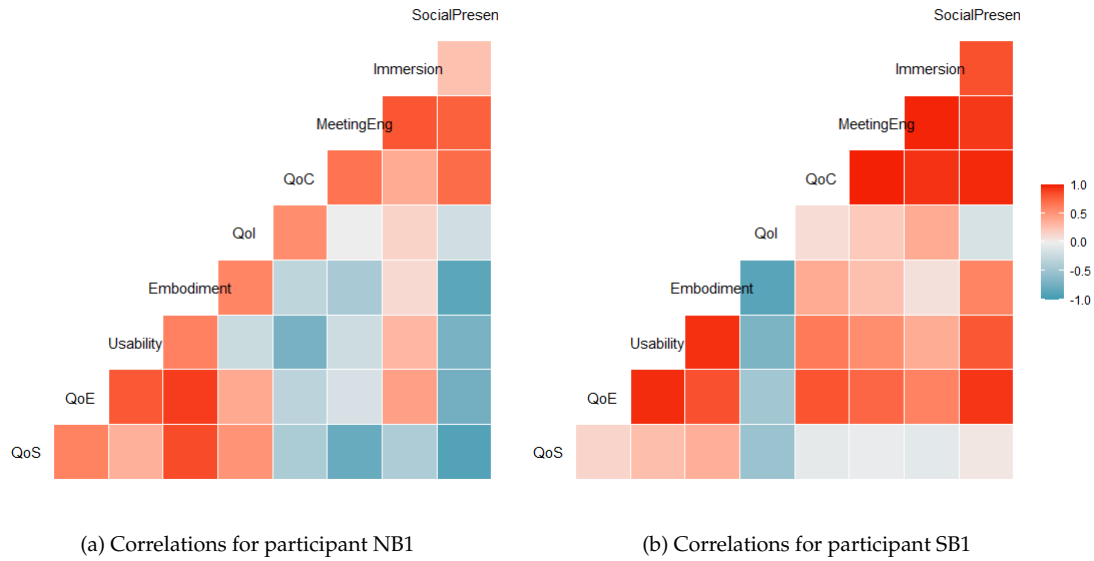 SocialPresen
Immersion
MeetingEng
QoC
QoI
Embodiment
Usability
QoE
QoS
SocialPresen
Immersion
MeetingEng
QoC
QoI
Embodiment
Usability
QoE
QoS
1.0
0.5
0.0
-0.5
-1.0
(a) Correlations for participant NB1
(b) Correlations for participant SB1